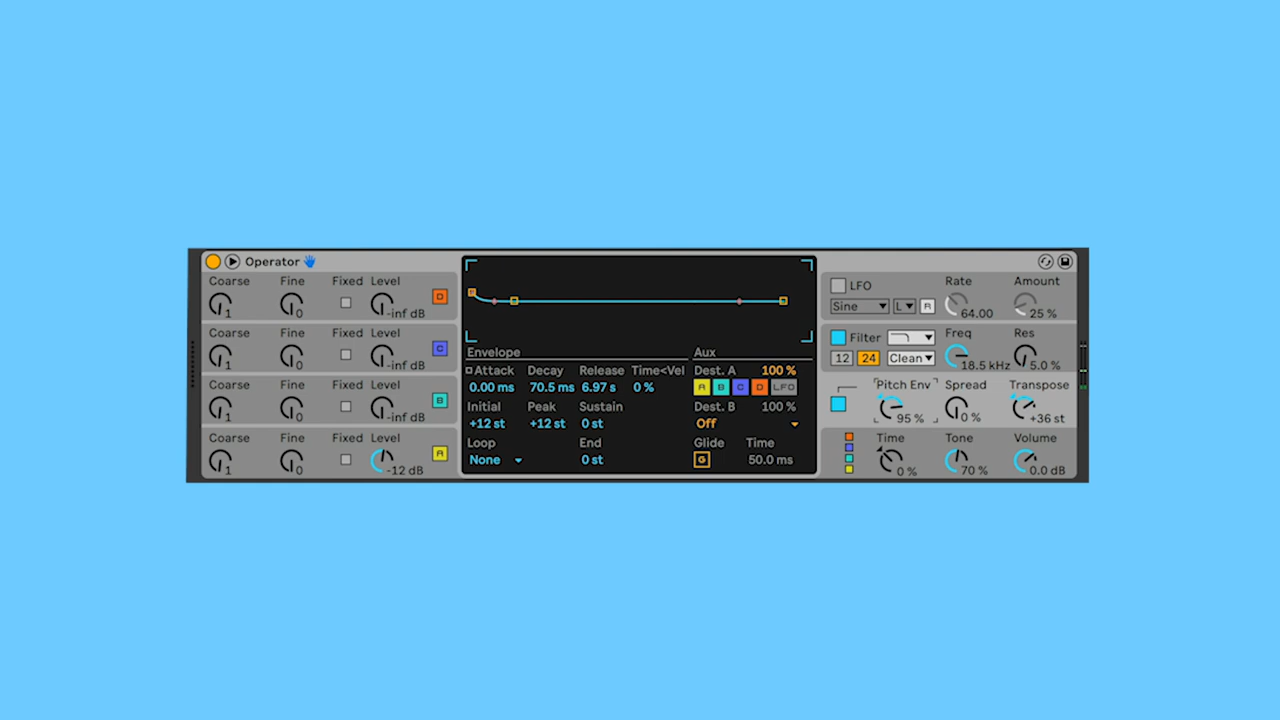 Operator
Coarse Fine Fixed Level
1 0 -inf dB D
Coarse Fine Fixed Level
1 0 -inf dB C
Coarse Fine Fixed Level
1 0 -inf dB B
Coarse Fine Fixed Level
1 0 -12 dB A
Envelope
Attack Decay Release Time<Vel
0.00 ms 70.5 ms 6.97 s 0 %
Initial Peak Sustain
+12 st +12 st 0 st
Loop End
None 0 st
Aux
Dest. A 100 %
A B C D LFO
Dest. B 100 %
Off
Glide Time
G 50.0 ms
LFO Rate Amount
Sine L R 64.00 25 %
Filter Freq Res
12 24 Clean 18.5 kHz 5.0 %
Pitch Env Spread Transpose
95 % 0 % +36 st
Time Tone Volume
0 % 70 % 0.0 dB